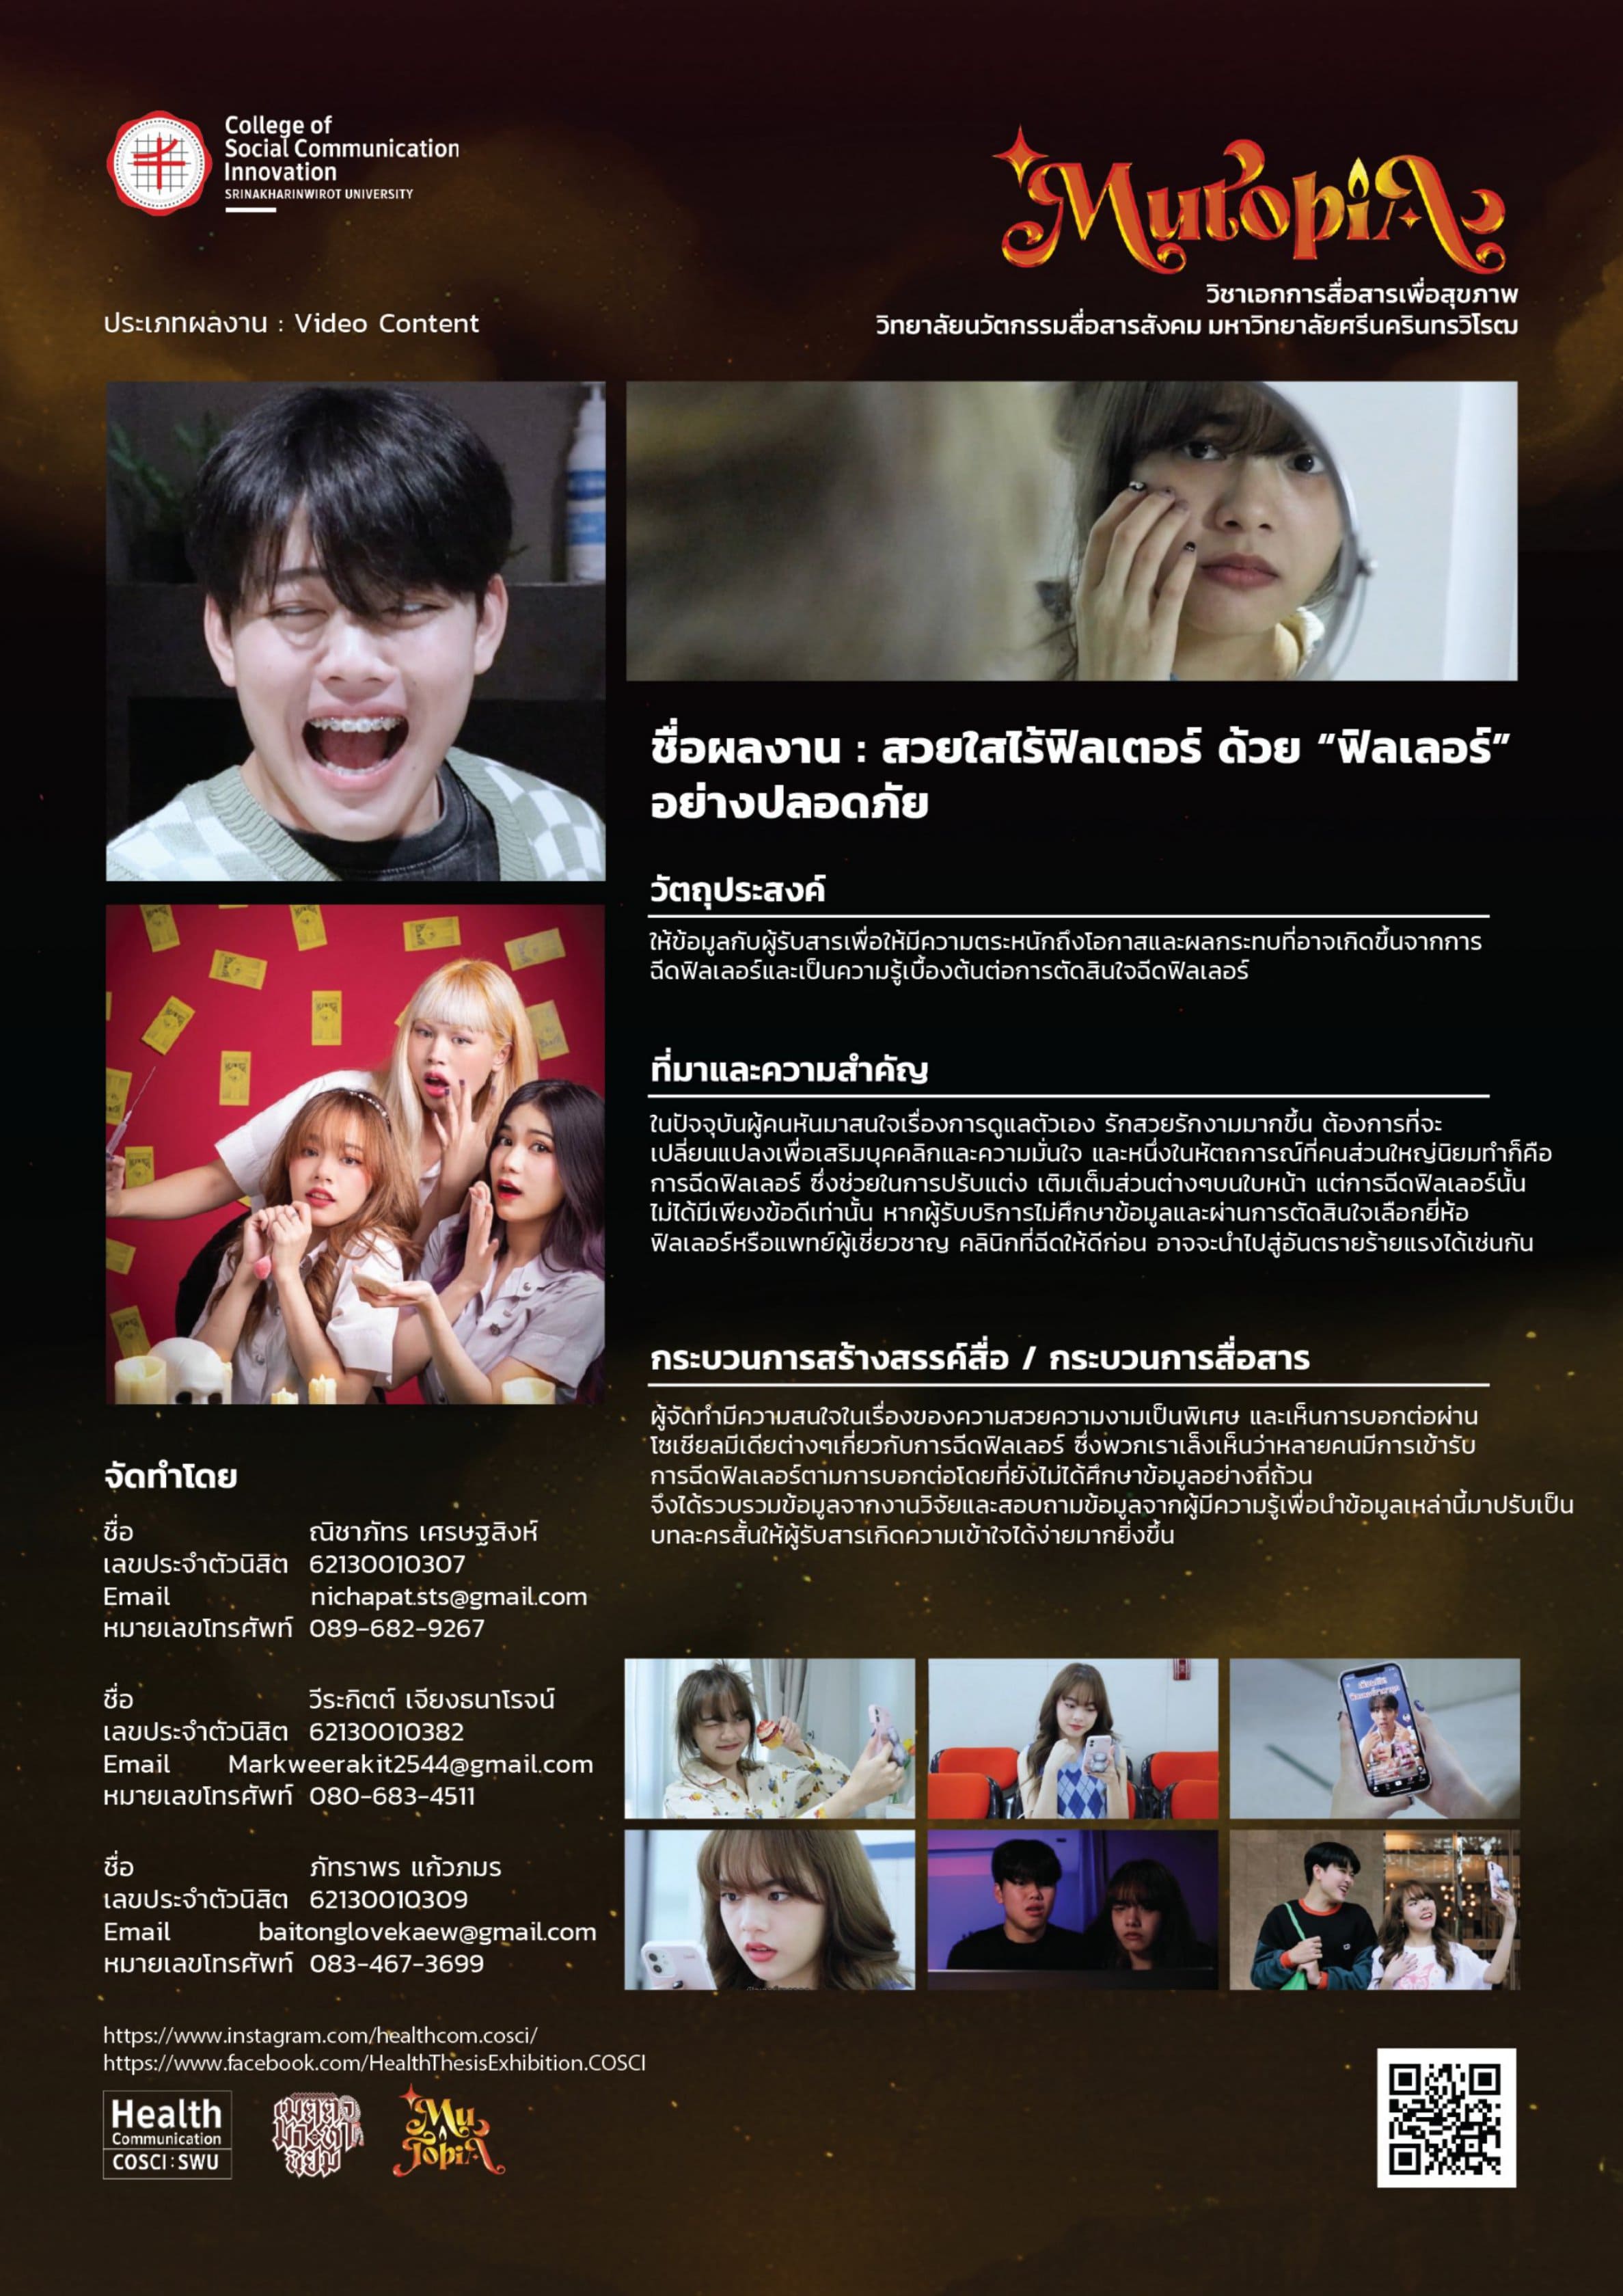 College of
Social Communication
Innovation
SRINAKHARINWIROT UNIVERSITY
MutopiA
วิชาเอกการสื่อสารเพื่อสุขภาพ
วิทยาลัยนวัตกรรมสื่อสารสังคม มหาวิทยาลัยศรีนครินทรวิโรฒ
ประเภทผลงาน : Video Content
ชื่อผลงาน : สวยใสไร้ฟิลเตอร์ ด้วย “ฟิลเลอร์”
อย่างปลอดภัย
วัตถุประสงค์
ให้ข้อมูลกับผู้รับสารเพื่อให้มีความตระหนักถึงโอกาสและผลกระทบที่อาจเกิดขึ้นจากการ
ฉีดฟิลเลอร์และเป็นความรู้เบื้องต้นต่อการตัดสินใจฉีดฟิลเลอร์
ที่มาและความสำคัญ
ในปัจจุบันผู้คนหันมาสนใจเรื่องการดูแลตัวเอง รักสวยรักงามมากขึ้น ต้องการที่จะ
เปลี่ยนแปลงเพื่อเสริมบุคคลิกและความมั่นใจ และหนึ่งในหัตถการณ์ที่คนส่วนใหญ่นิยมทำก็คือ
การฉีดฟิลเลอร์ ซึ่งช่วยในการปรับแต่ง เติมเต็มส่วนต่างๆบนใบหน้า แต่การฉีดฟิลเลอร์นั้น
ไม่ได้มีเพียงข้อดีเท่านั้น หากผู้รับบริการไม่ศึกษาข้อมูลและผ่านการตัดสินใจเลือกยี่ห้อ
ฟิลเลอร์หรือแพทย์ผู้เชี่ยวชาญ คลินิกที่ฉีดให้ดีก่อน อาจจะนำไปสู่อันตรายร้ายแรงได้เช่นกัน
กระบวนการสร้างสรรค์สื่อ / กระบวนการสื่อสาร
ผู้จัดทำมีความสนใจในเรื่องของความสวยความงามเป็นพิเศษ และเห็นการบอกต่อผ่าน
โซเชียลมีเดียต่างๆเกี่ยวกับการฉีดฟิลเลอร์ ซึ่งพวกเราเล็งเห็นว่าหลายคนมีการเข้ารับ
การฉีดฟิลเลอร์ตามการบอกต่อโดยที่ยังไม่ได้ศึกษาข้อมูลอย่างถี่ถ้วน
จึงได้รวบรวมข้อมูลจากงานวิจัยและสอบถามข้อมูลจากผู้มีความรู้เพื่อนำข้อมูลเหล่านี้มาปรับเป็น
บทละครสั้นให้ผู้รับสารเกิดความเข้าใจได้ง่ายมากยิ่งขึ้น
จัดทำโดย
ชื่อ ณิชาภัทร เศรษฐสิงห์
เลขประจำตัวนิสิต 62130010307
Email nichapat.sts@gmail.com
หมายเลขโทรศัพท์ 089-682-9267
ชื่อ วีระกิตต์ เจียงธนาโรจน์
เลขประจำตัวนิสิต 62130010382
Email Markweerakit2544@gmail.com
หมายเลขโทรศัพท์ 080-683-4511
ชื่อ ภัทราพร แก้วภมร
เลขประจำตัวนิสิต 62130010309
Email baitonglovekaew@gmail.com
หมายเลขโทรศัพท์ 083-467-3699
https://www.instagram.com/healthcom.cosci/
https://www.facebook.com/HealthThesisExhibition.COSCI
Health
Communication
COSCI : SWU
Mu
TopiA